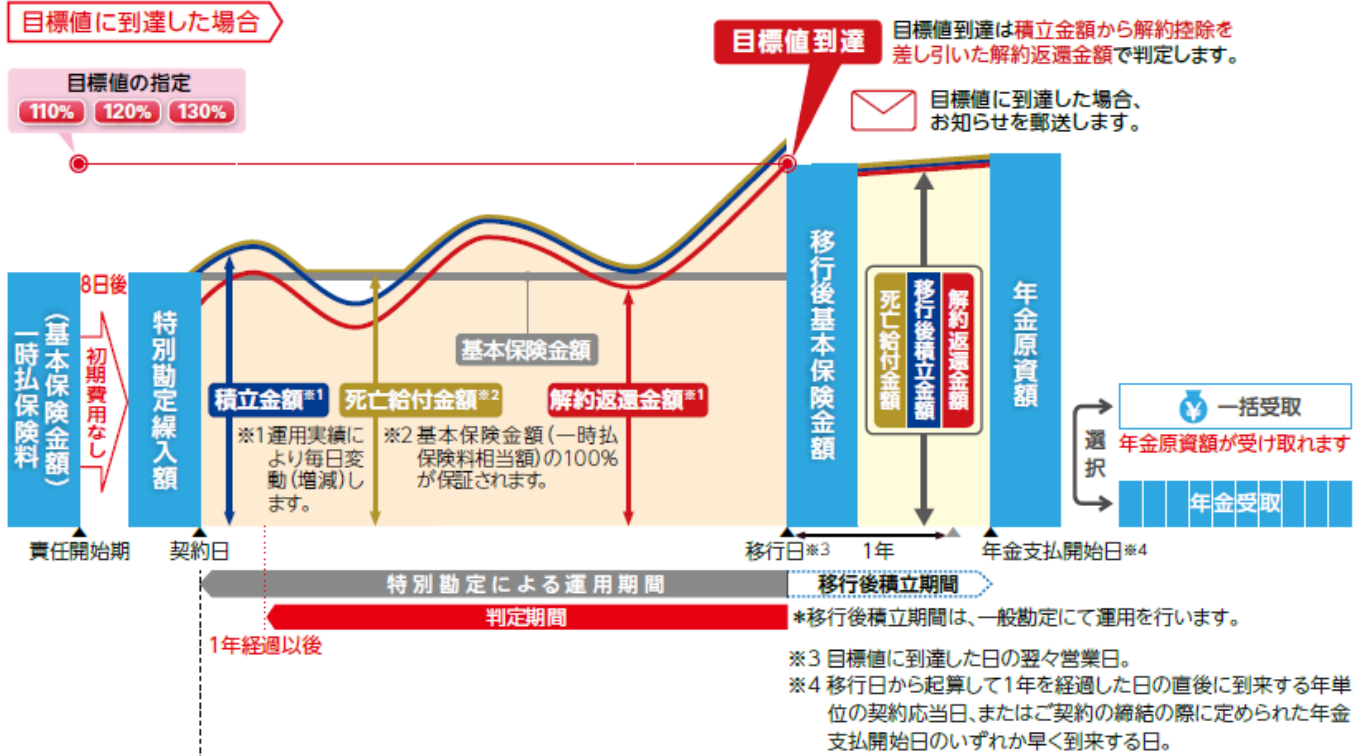 目標値に到達した場合
目標値の指定
110% 120% 130%
目標値到達
目標値到達は積立金額から解約控除を
差し引いた解約返還金額で判定します。
目標値に到達した場合、
お知らせを郵送します。
一時払保険料
(基本保険金額)
8日後
初期費用なし
特別勘定繰入額
基本保険金額
積立金額※1
※1運用実績に
より毎日変
動(増減)し
ます。
死亡給付金額※2
※2 基本保険金額(一時払
保険料相当額)の100%
が保証されます。
解約返還金額※1
移行後基本保険金額
死亡給付金額
移行後積立金額
解約返還金額
年金原資額
選択
¥ 一括受取
年金原資額が受け取れます
年金受取
責任開始期
契約日
移行日※3
1年
年金支払開始日※4
特別勘定による運用期間
移行後積立期間
判定期間
1年経過以後
*移行後積立期間は、一般勘定にて運用を行います。
※3 目標値に到達した日の翌々営業日。
※4 移行日から起算して1年を経過した日の直後に到来する年単
位の契約応当日、またはご契約の締結の際に定められた年金
支払開始日のいずれか早く到来する日。